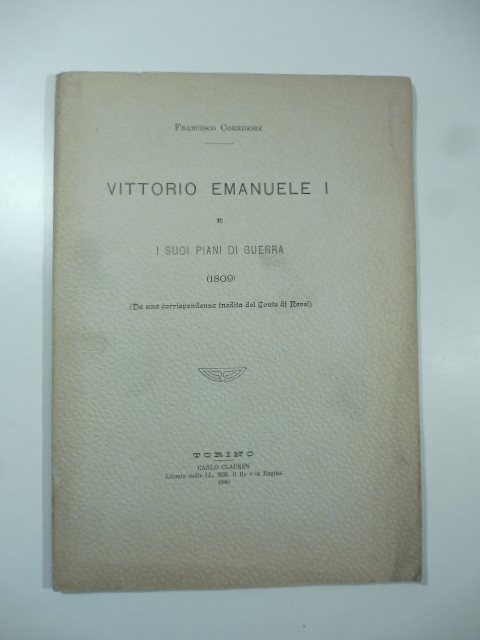 FRANCESCO CORRIDORE
VITTORIO EMANUELE I
E
I SUOI PIANI DI GUERRA
(1809)
(Da una corrispondenza inedita del Conte di Revel)
TORINO
CARLO CLAUSEN
Libraio delle LL. MM. il Re e la Regina